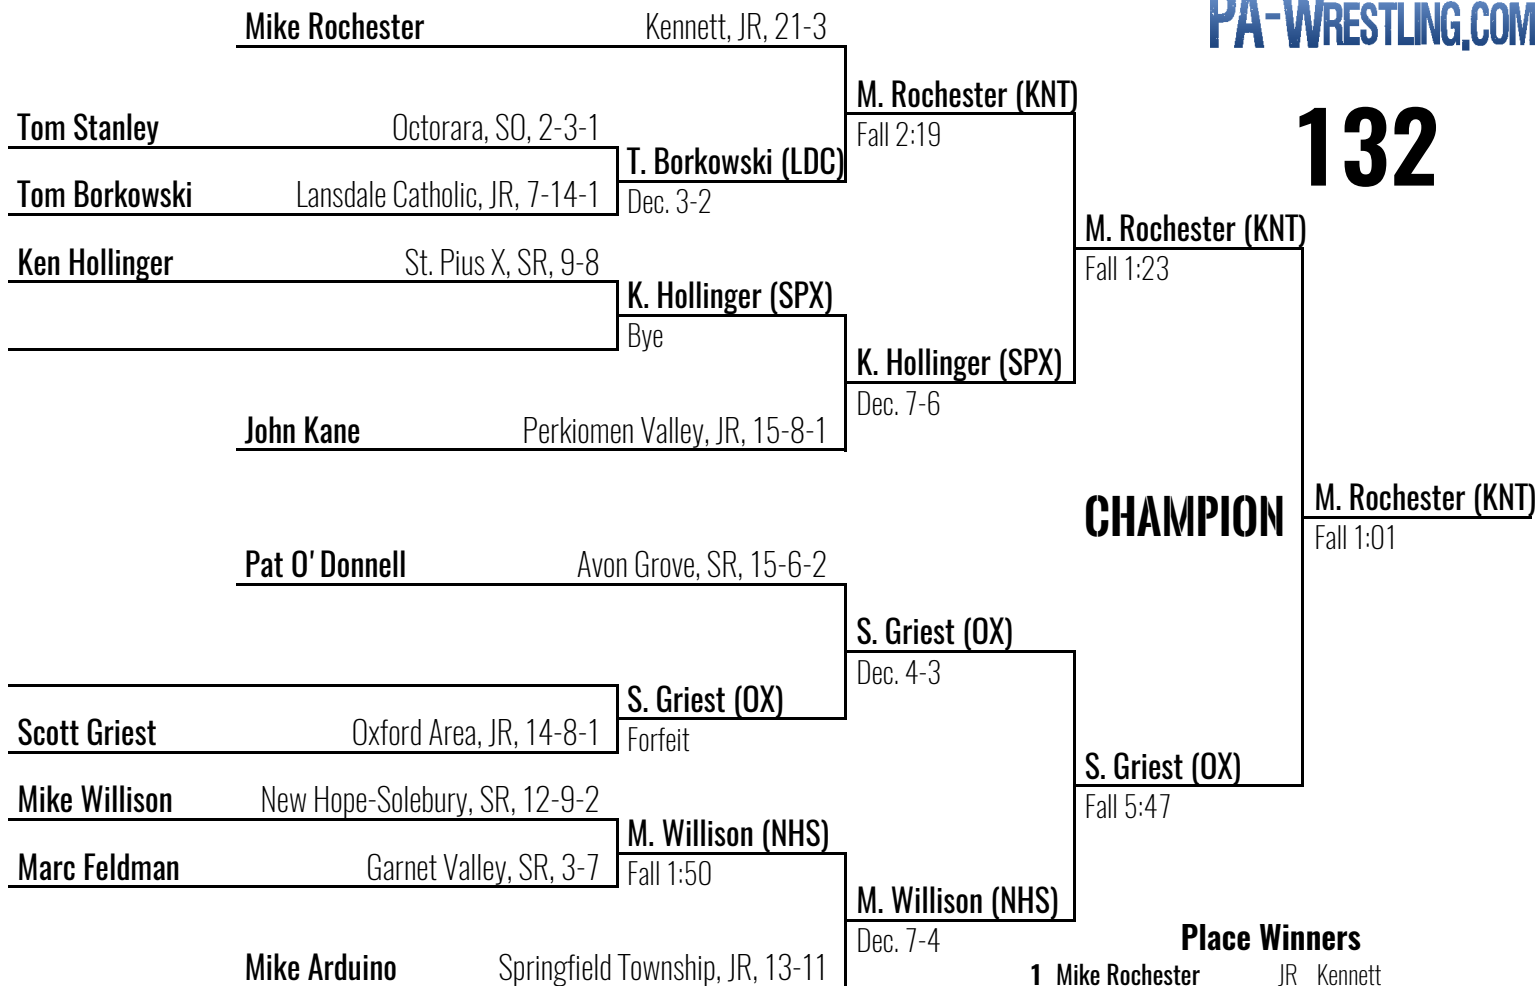 PA-WRESTLING.COM
Mike Rochester Kennett, JR, 21-3
M. Rochester (KNT)
132
Tom Stanley Octorara, SO, 2-3-1
Fall 2:19
T. Borkowski (LDC)
Tom Borkowski Lansdale Catholic, JR, 7-14-1
Dec. 3-2
M. Rochester (KNT)
Ken Hollinger St. Pius X, SR, 9-8
Fall 1:23
K. Hollinger (SPX)
Bye
K. Hollinger (SPX)
Dec. 7-6
John Kane Perkiomen Valley, JR, 15-8-1
CHAMPION
M. Rochester (KNT)
Fall 1:01
Pat O'Donnell Avon Grove, SR, 15-6-2
S. Griest (OX)
Dec. 4-3
S. Griest (OX)
Scott Griest Oxford Area, JR, 14-8-1
Forfeit
S. Griest (OX)
Mike Willison New Hope-Solebury, SR, 12-9-2
Fall 5:47
M. Willison (NHS)
Marc Feldman Garnet Valley, SR, 3-7
Fall 1:50
M. Willison (NHS)
Dec. 7-4
Place Winners
Mike Arduino Springfield Township, JR, 13-11
1 Mike Rochester JR Kennett